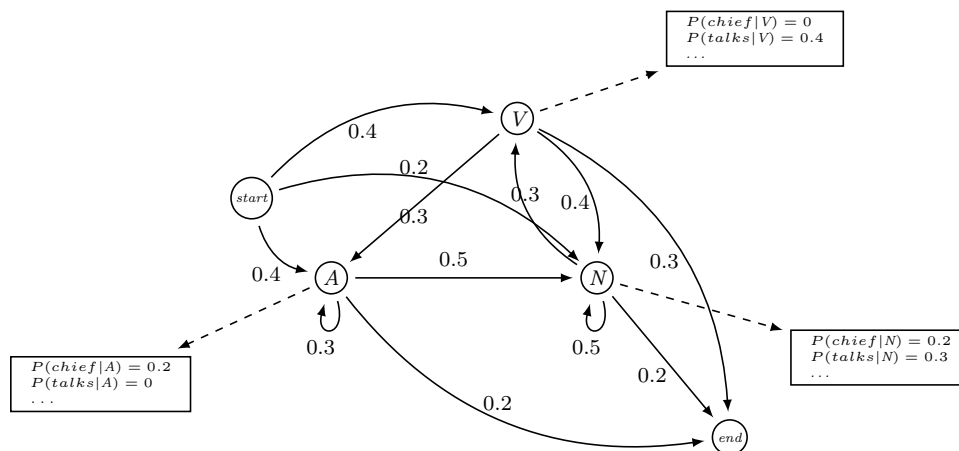 P(chief|V) = 0
P(talks|V) = 0.4
...
V
0.4
0.2
start
0.3
0.4
0.3
0.3
0.4
0.5
A
N
0.3
0.5
P(chief|A) = 0.2
P(talks|A) = 0
...
P(chief|N) = 0.2
P(talks|N) = 0.3
...
0.2
0.2
end